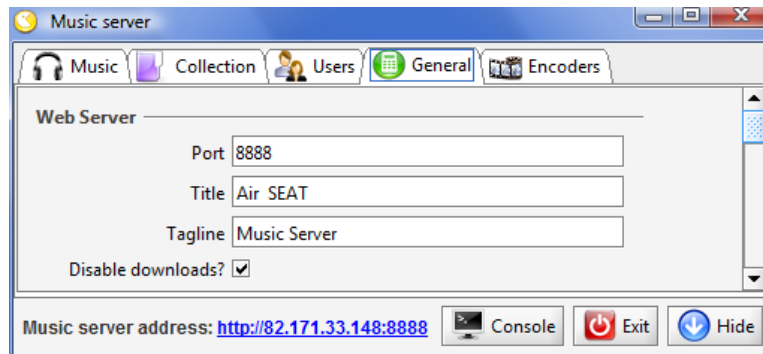 Music server
Music Collection Users General Encoders
Web Server
Port 8888
Title Air SEAT
Tagline Music Server
Disable downloads?
Music server address: http://82.171.33.148:8888 Console Exit Hide